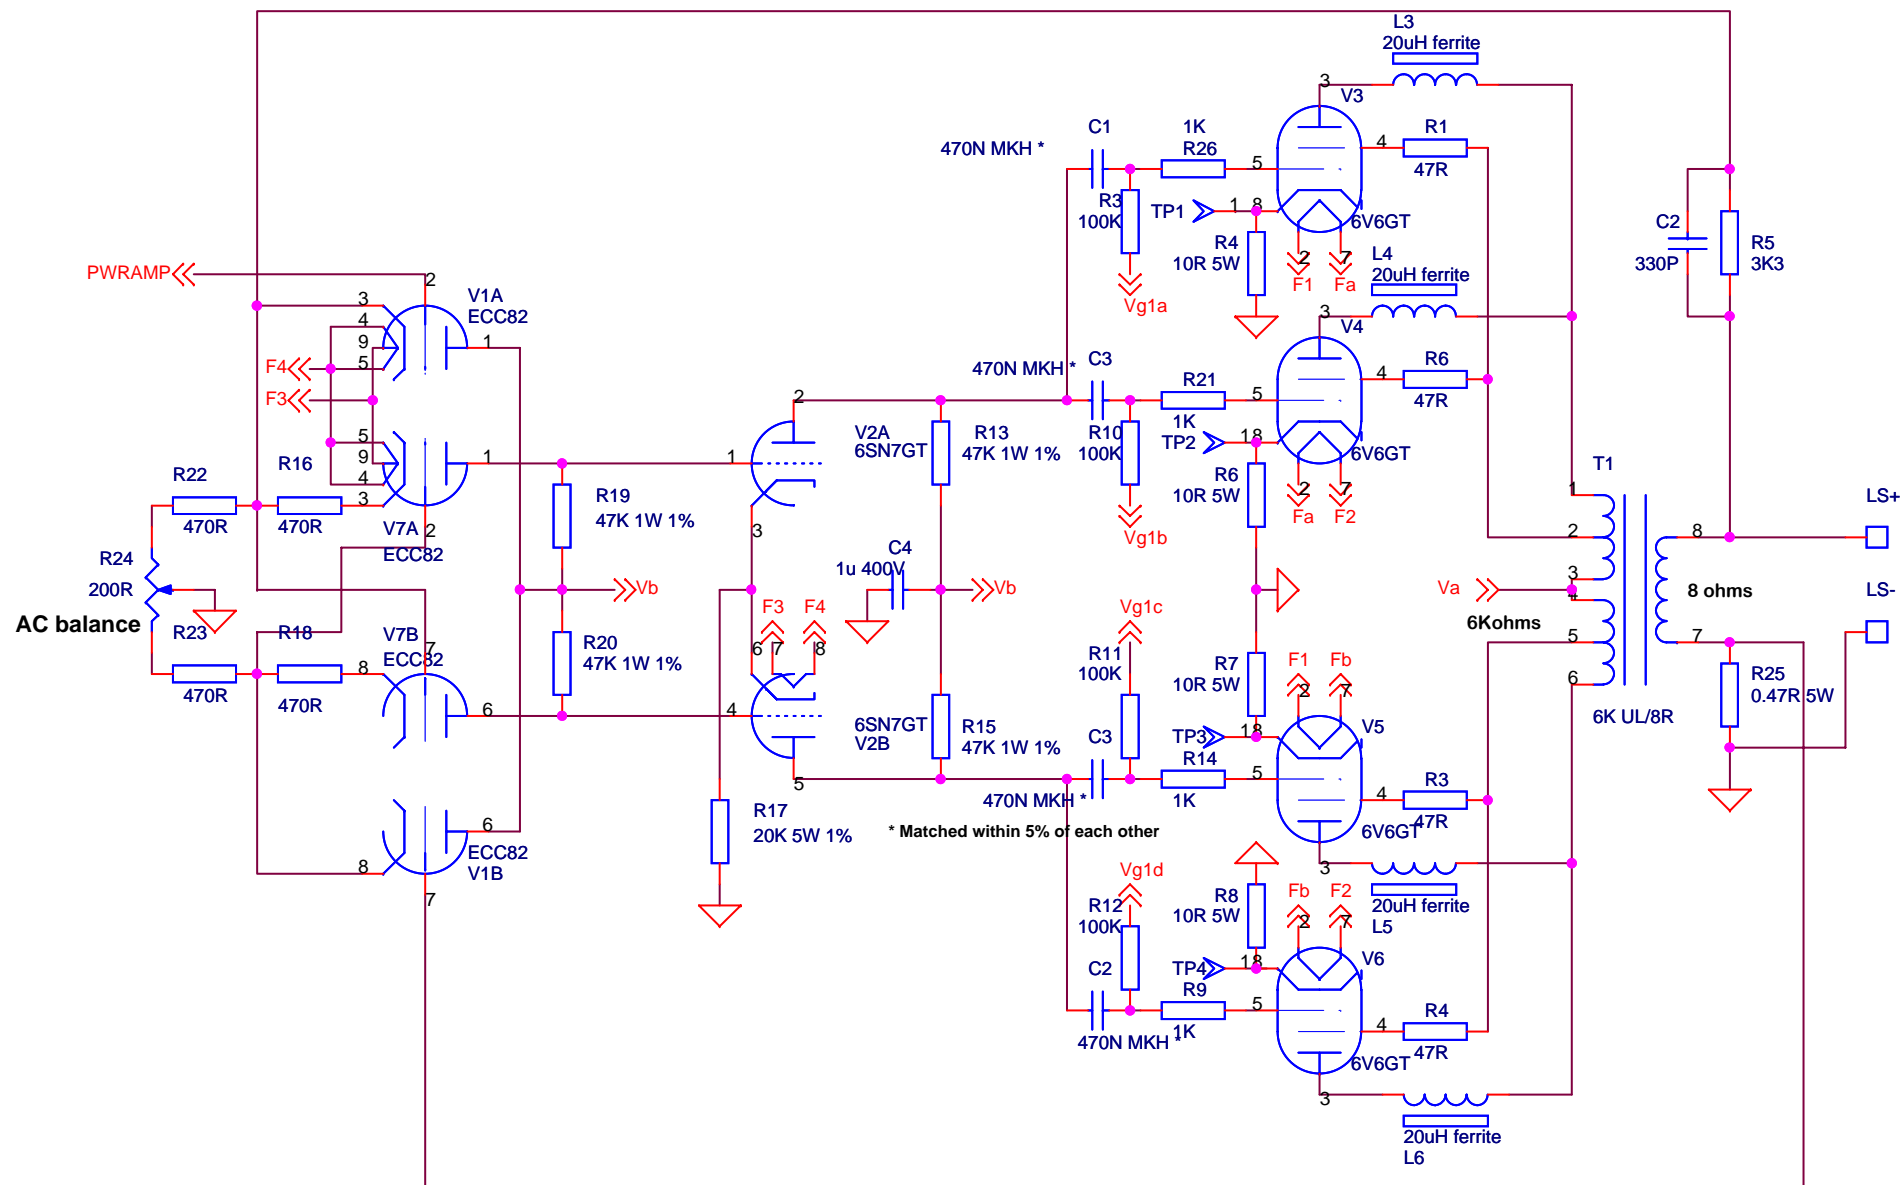 L3
20uH ferrite
3
V3
C1
1K
R26
R1
470N MKH *
4
5
47R
R3
100K
TP1
1
8
6V6GT
R4
10R 5W
L4
20uH ferrite
2
7
F1
Fa
Vg1a
C2
330P
R5
3K3
PWRAMP
2
V1A
ECC82
3
4
9
5
1
F4
F3
3
V4
470N MKH *
C3
R21
R6
4
5
47R
1K
R10
100K
TP2
18
6V6GT
R6
10R 5W
2
7
Fa
F2
Vg1b
2
V2A
6SN7GT
R13
47K 1W 1%
1
3
5
9
4
3
1
V7A
ECC82
2
R22
470R
R16
470R
R19
47K 1W 1%
T1
1
2
3
4
5
6
8
7
LS+
LS-
8 ohms
6Kohms
Va
6K UL/8R
R24
200R
AC balance
C4
1u 400V
Vb
Vb
R23
470R
R18
470R
V7B
ECC82
7
8
6
R20
47K 1W 1%
F3
F4
6
7
8
4
6SN7GT
V2B
5
R15
47K 1W 1%
Vg1c
R11
100K
R7
10R 5W
F1
Fb
2
7
TP3
18
V5
C3
R14
5
1K
470N MKH *
R3
4
47R
6V6GT
3
20uH ferrite
L5
R25
0.47R 5W
R17
20K 5W 1%
* Matched within 5% of each other
6
ECC82
V1B
8
7
Vg1d
R12
100K
R8
10R 5W
Fb
F2
2
7
C2
TP4
18
V6
R9
5
1K
470N MKH *
R4
4
47R
6V6GT
3
20uH ferrite
L6